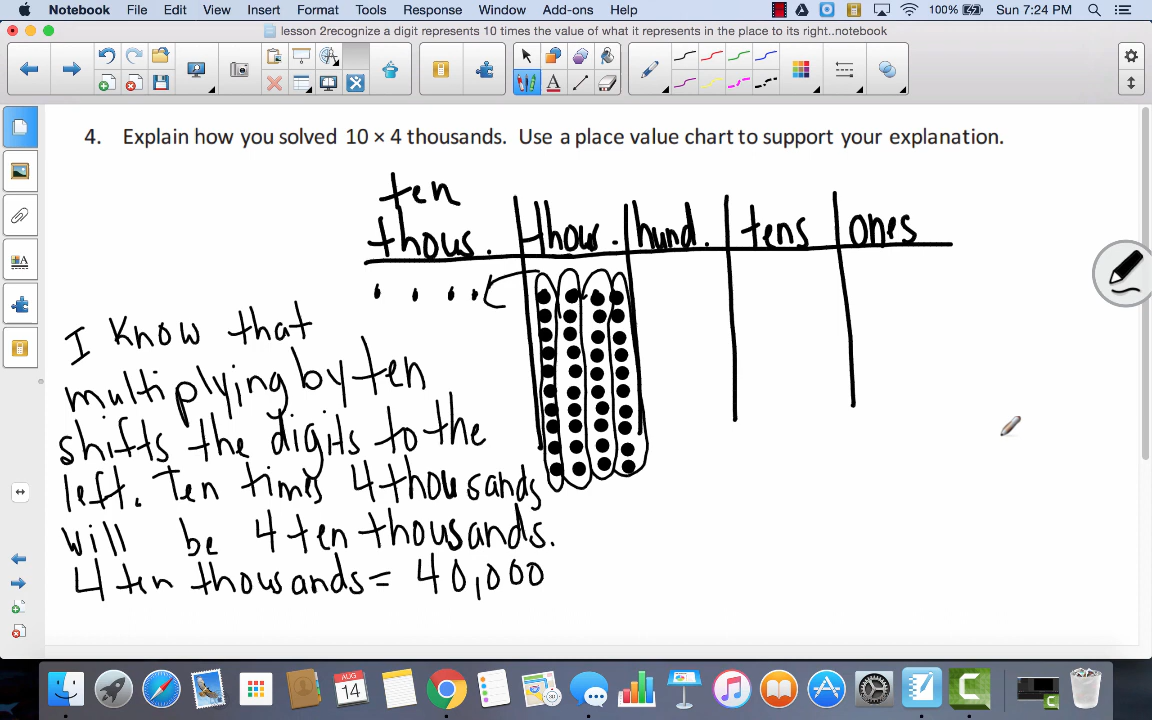 Notebook File Edit View Insert Format Tools Response Window Add-ons Help 100% Sun 7:24 PM
lesson 2recognize a digit represents 10 times the value of what it represents in the place to its right..notebook
4. Explain how you solved 10 × 4 thousands. Use a place value chart to support your explanation.
ten
thous. thous. hund. tens ones
I know that
multiplying by ten
shifts the digits to the
left. Ten times 4 thousands
will be 4 ten thousands.
4 ten thousands = 40,000
AUG
14